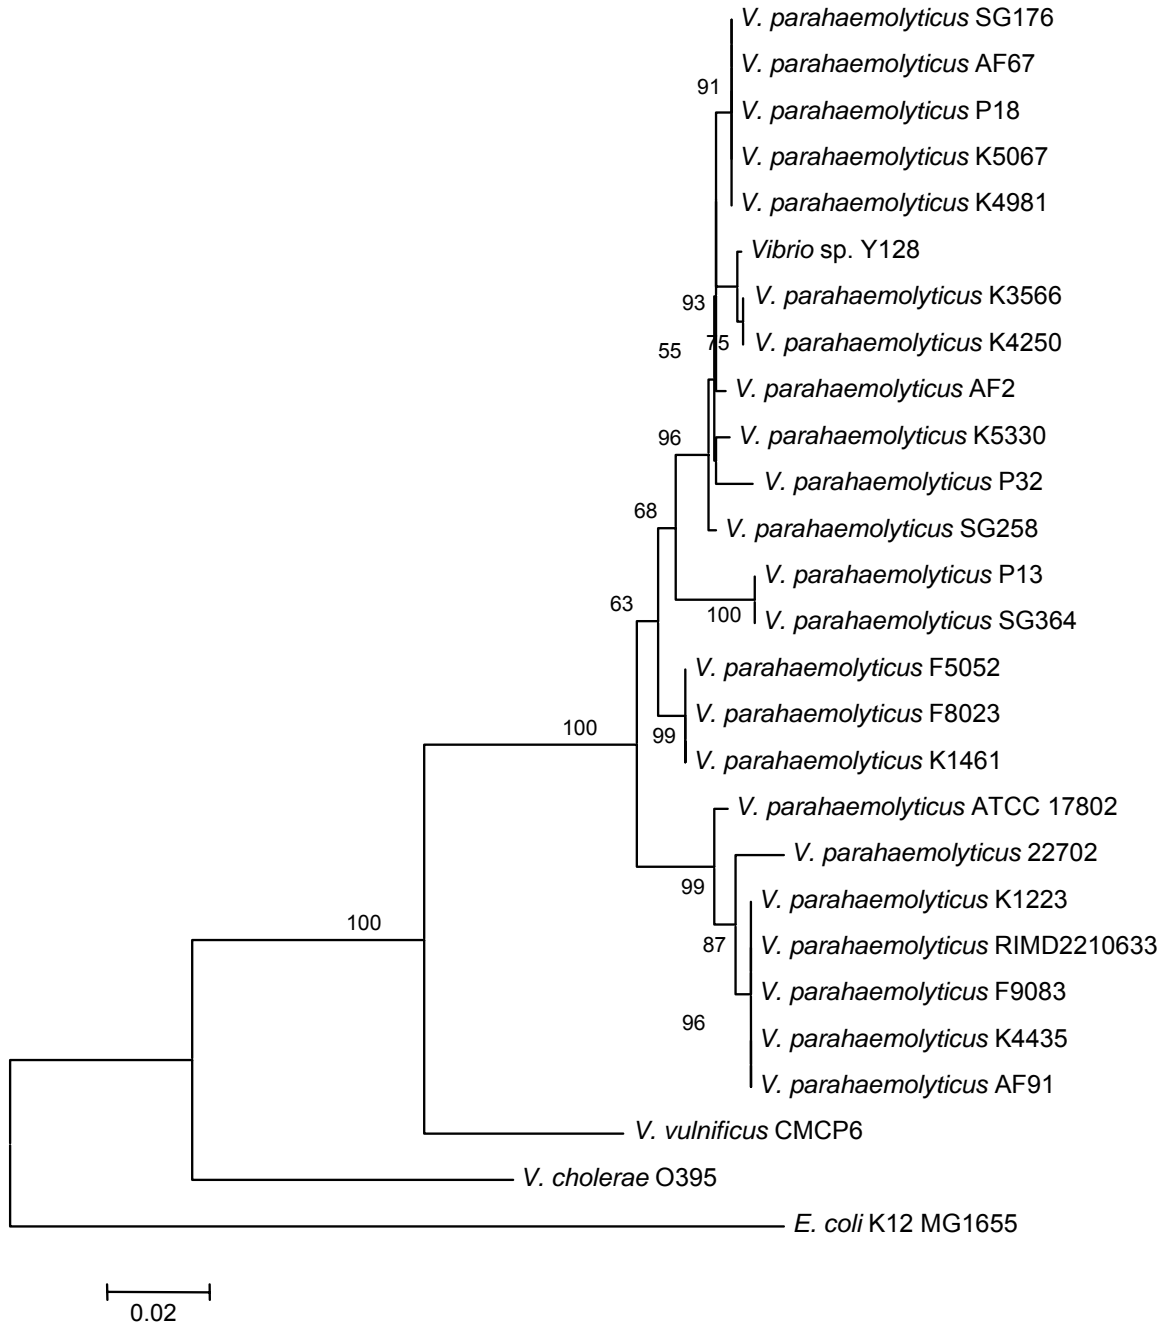 V. parahaemolyticus SG176
V. parahaemolyticus AF67
91
V. parahaemolyticus P18
V. parahaemolyticus K5067
V. parahaemolyticus K4981
Vibrio sp. Y128
93
V. parahaemolyticus K3566
75
V. parahaemolyticus K4250
55
V. parahaemolyticus AF2
96
V. parahaemolyticus K5330
V. parahaemolyticus P32
68
V. parahaemolyticus SG258
V. parahaemolyticus P13
63
100
V. parahaemolyticus SG364
V. parahaemolyticus F5052
V. parahaemolyticus F8023
100
99
V. parahaemolyticus K1461
V. parahaemolyticus ATCC 17802
V. parahaemolyticus 22702
99
V. parahaemolyticus K1223
100
87
V. parahaemolyticus RIMD2210633
V. parahaemolyticus F9083
96
V. parahaemolyticus K4435
V. parahaemolyticus AF91
V. vulnificus CMCP6
V. cholerae O395
E. coli K12 MG1655
0.02